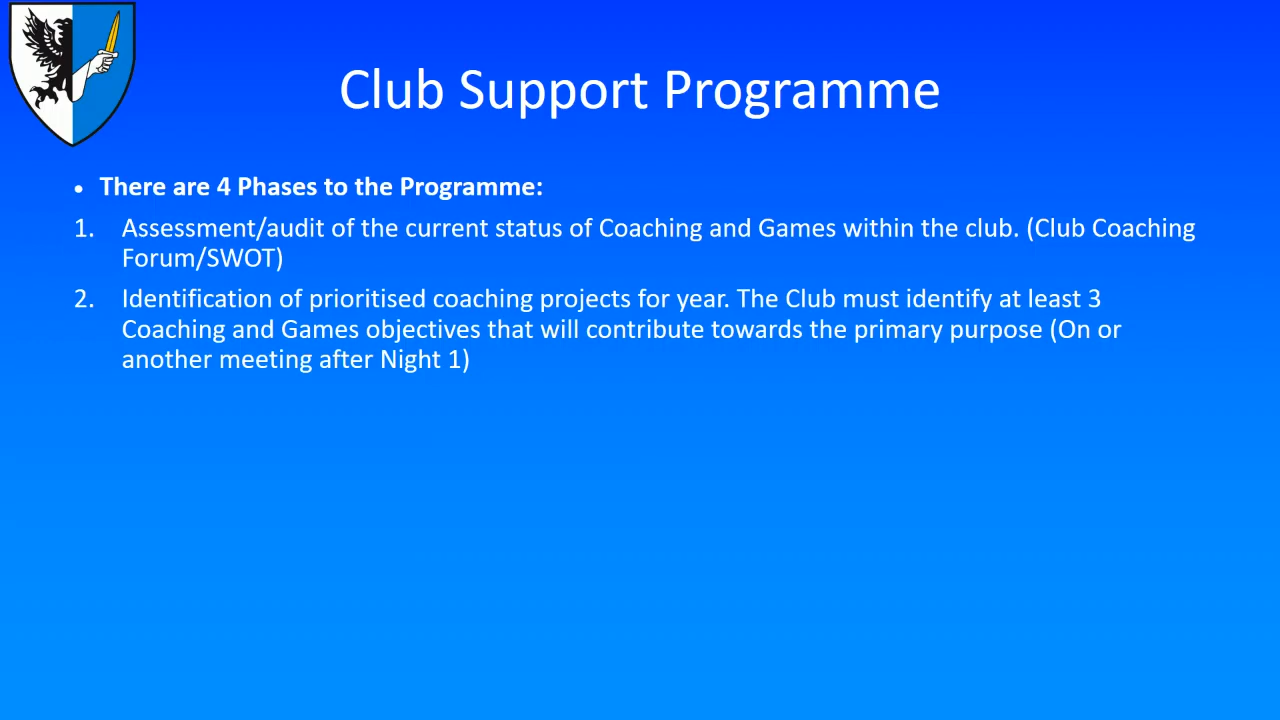 Club Support Programme
• There are 4 Phases to the Programme:
1. Assessment/audit of the current status of Coaching and Games within the club. (Club Coaching
Forum/SWOT)
2. Identification of prioritised coaching projects for year. The Club must identify at least 3
Coaching and Games objectives that will contribute towards the primary purpose (On or
another meeting after Night 1)